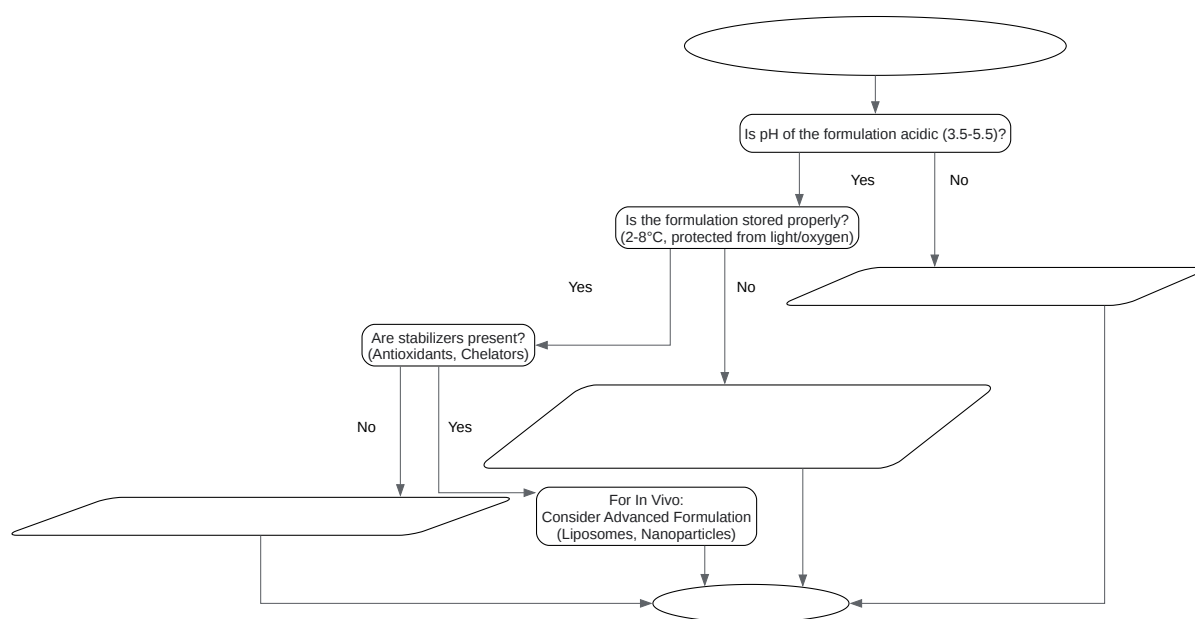 Is pH of the formulation acidic (3.5-5.5)?
Yes
No
Is the formulation stored properly?
(2-8°C, protected from light/oxygen)
Yes
No
Are stabilizers present?
(Antioxidants, Chelators)
No
Yes
For In Vivo:
Consider Advanced Formulation
(Liposomes, Nanoparticles)